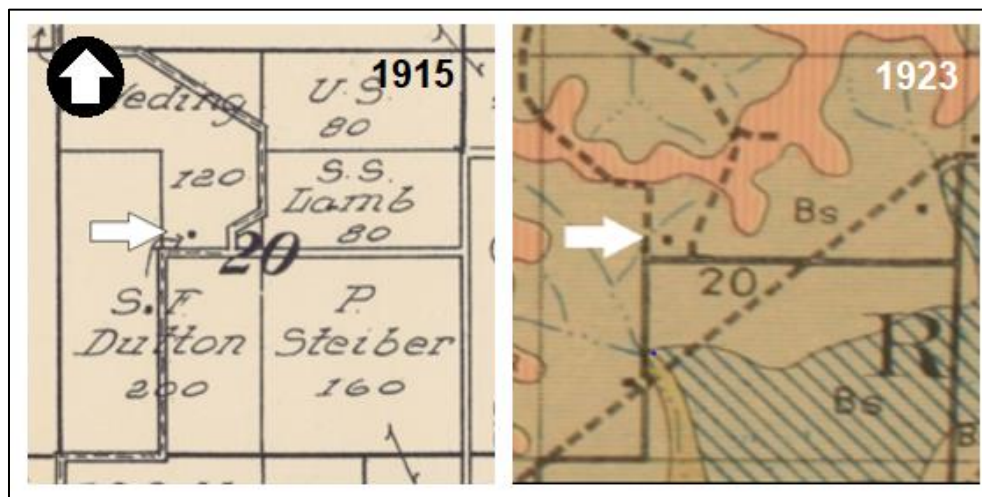 1915
Weding
120
U.S.
80
S.S.
Lamb
80
20
S.F.
Dutton
200
P.
Steiber
160
1923
Bs
20
R
Bs
B